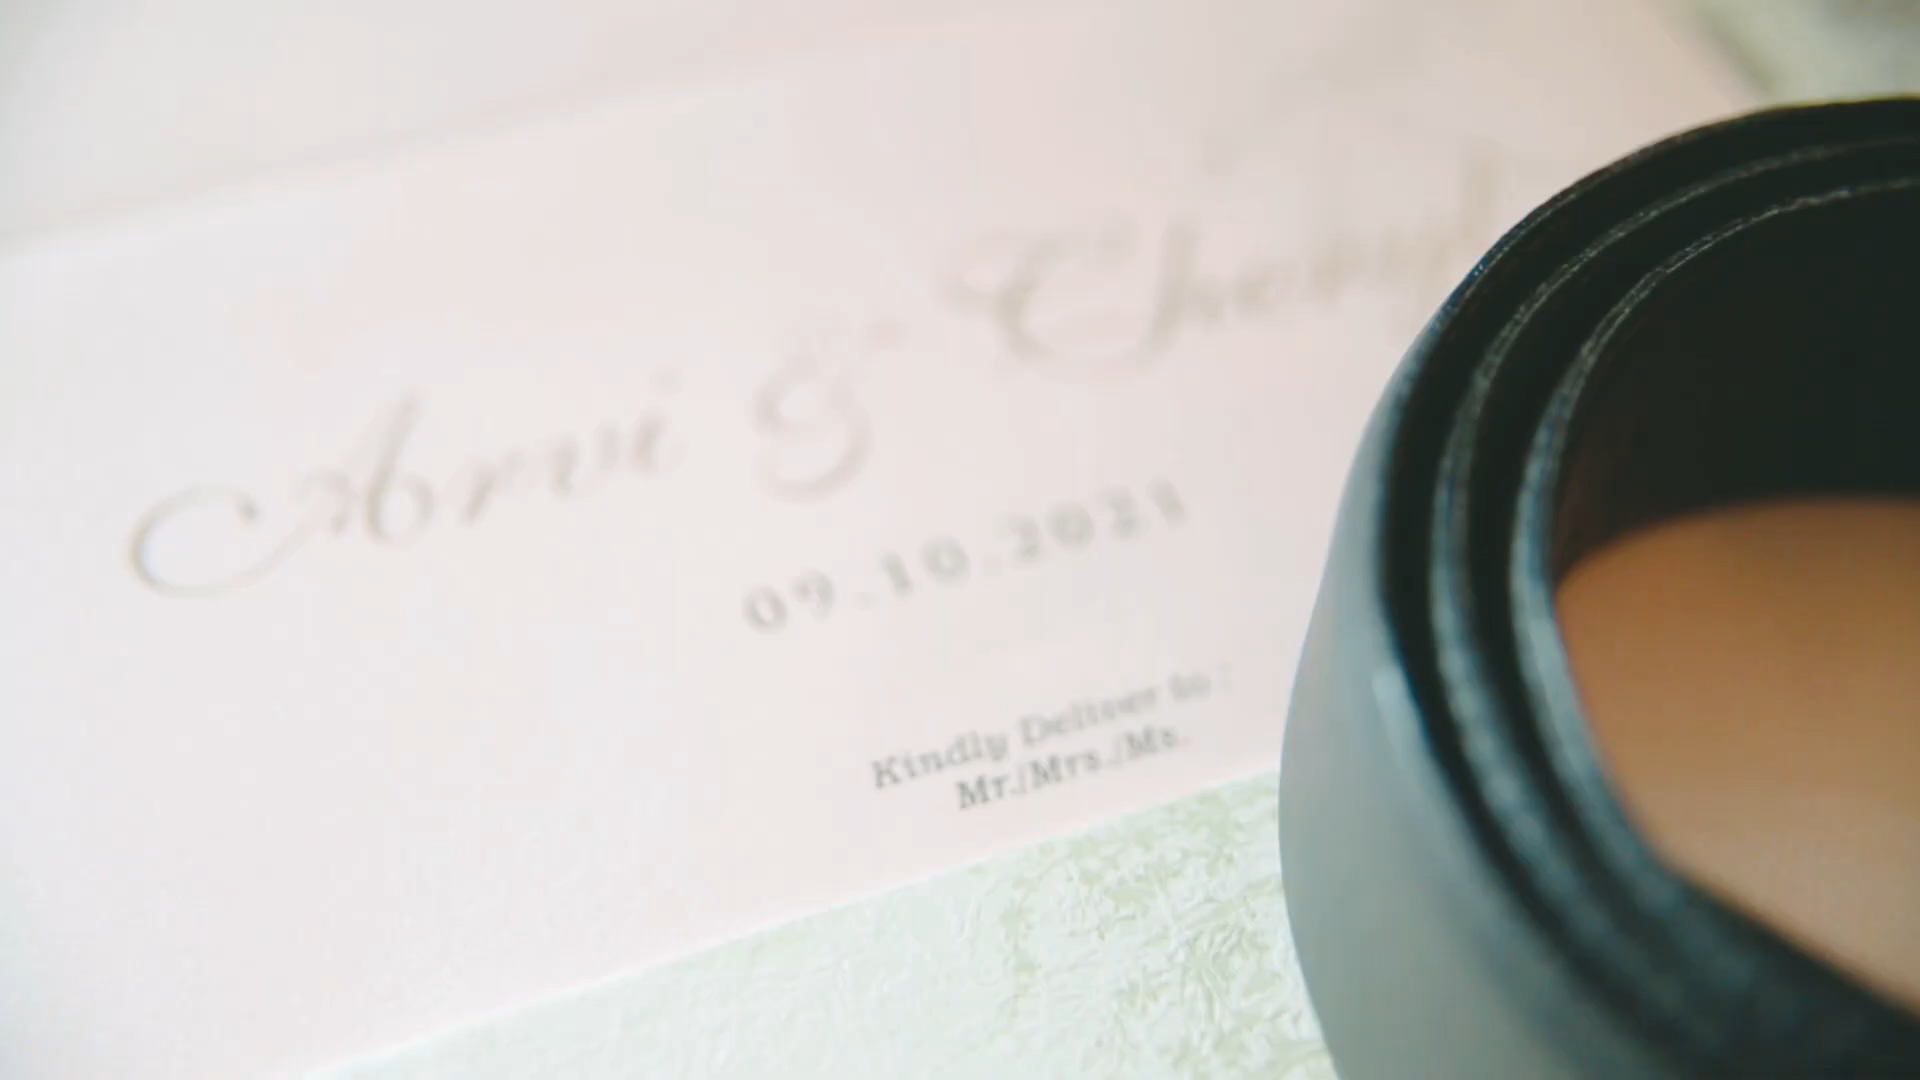 Arvi & Cheryl
09.10.2021
Kindly Deliver to :
Mr./Mrs./Ms.